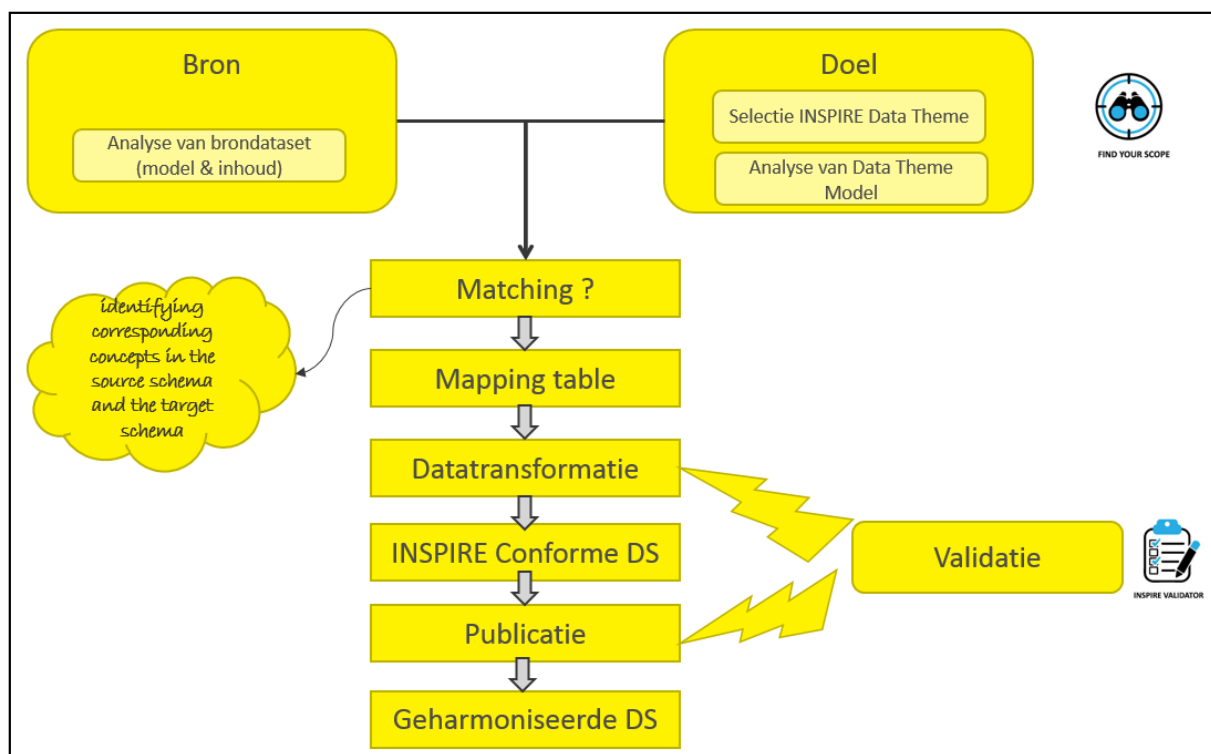 Bron
Analyse van brondataset
(model & inhoud)
Doel
Selectie INSPIRE Data Theme
Analyse van Data Theme
Model
FIND YOUR SCOPE
Matching ?
identifying
corresponding
concepts in the
source schema
and the target
schema
Mapping table
Datatransformatie
INSPIRE Conforme DS
Validatie
INSPIRE VALIDATOR
Publicatie
Geharmoniseerde DS